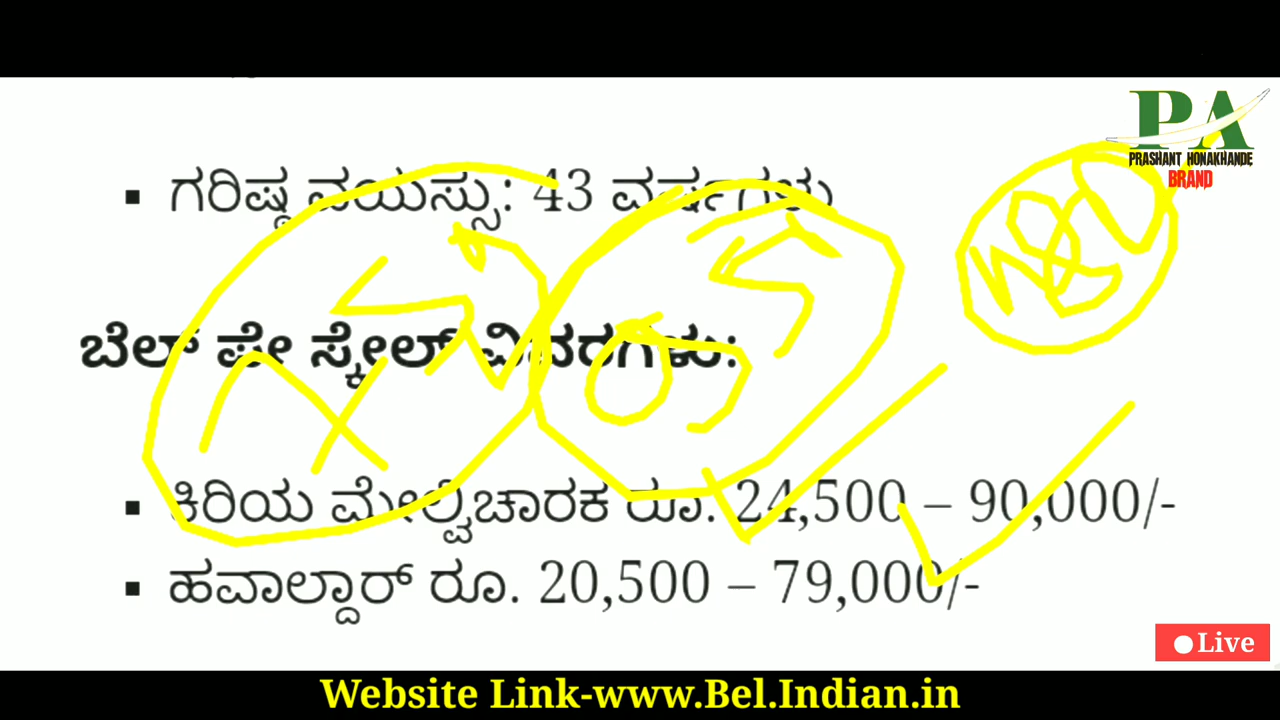 PA
PRASHANT HONAKHANDE
BRAND
▪ ಗರಿಷ್ಠ ವಯಸ್ಸು: 43 ವರ್ಷಗಳು
ಬೆಲ್ ಪೇ ಸ್ಕೇಲ್ ವಿವರಗಳು:
▪ ಕಿರಿಯ ಮೇಲ್ವಿಚಾರಕ ರೂ. 24,500 – 90,000/-
▪ ಹವಾಲ್ದಾರ್ ರೂ. 20,500 – 79,000/-
Live
Website Link-www.Bel.Indian.in